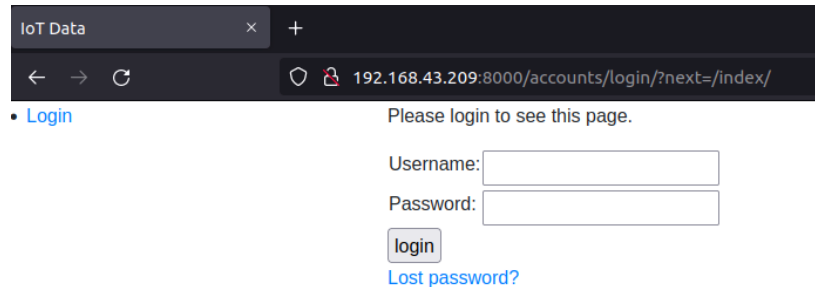 IoT Data
192.168.43.209:8000/accounts/login/?next=/index/
Login
Please login to see this page.
Username:
Password:
login
Lost password?